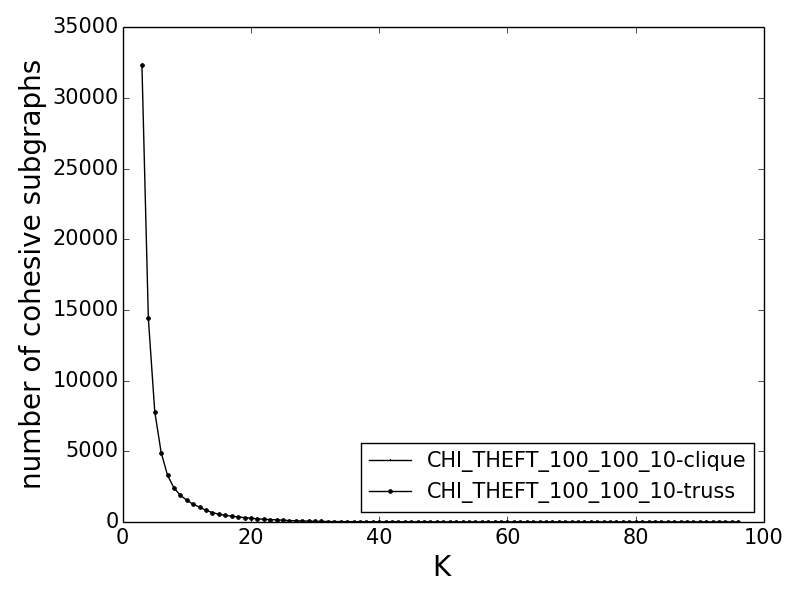 35000
30000
25000
20000
15000
10000
5000
0
number of cohesive subgraphs
CHI_THEFT_100_100_10-clique
CHI_THEFT_100_100_10-truss
0 20 40 60 80 100
K